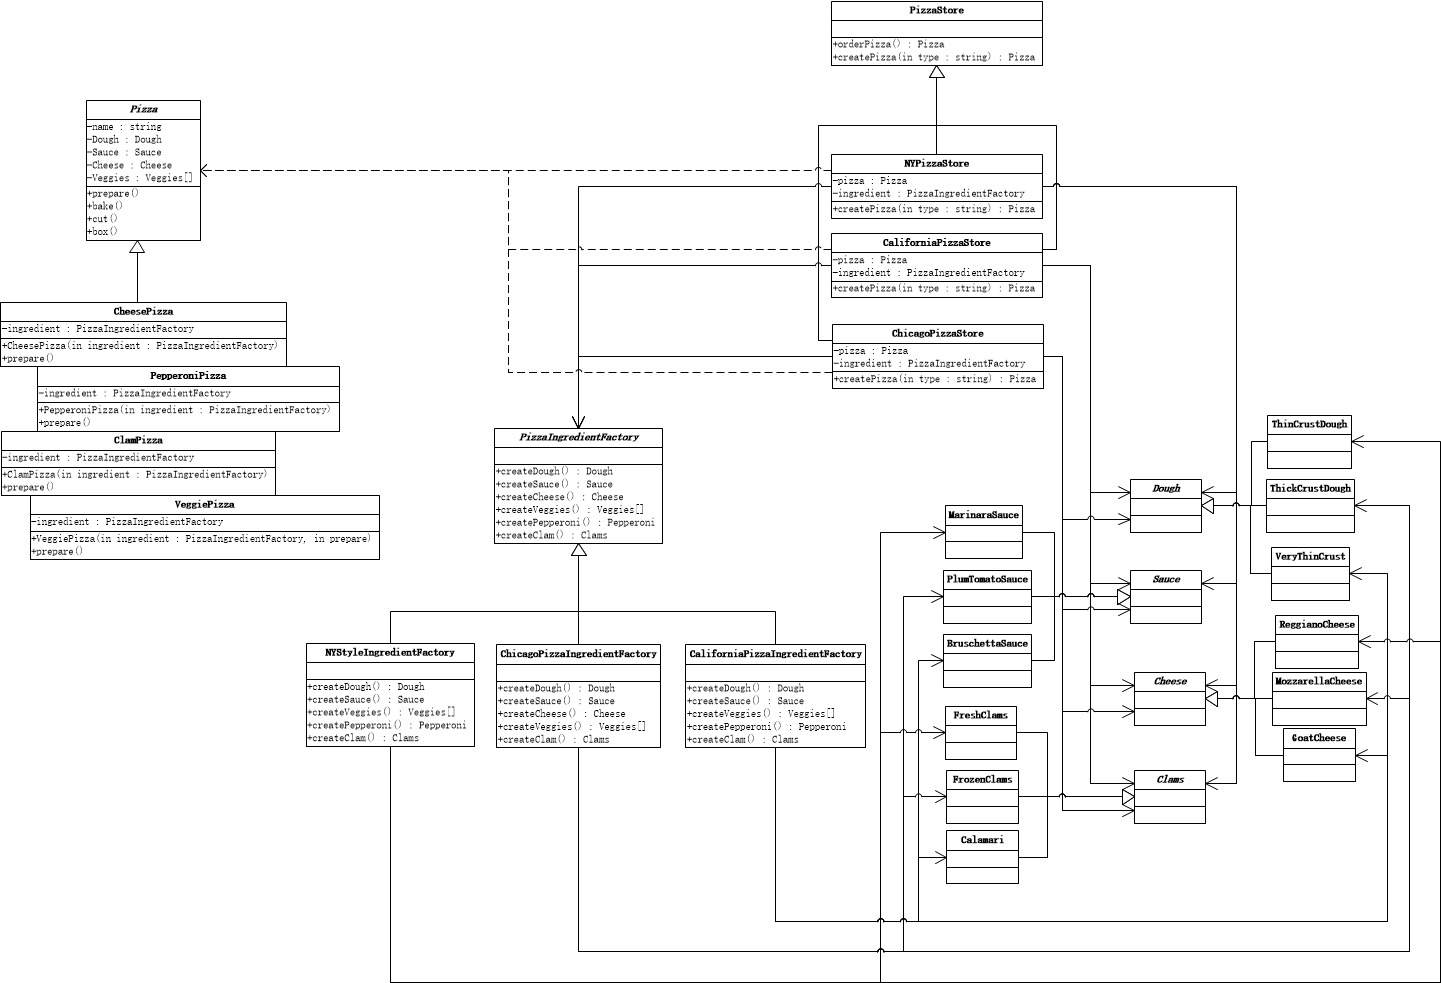 PizzaStore
+orderPizza() : Pizza
+createPizza(in type : string) : Pizza
Pizza
-name : string
-Dough : Dough
-Sauce : Sauce
-Cheese : Cheese
-Veggies : Veggies[]
+prepare()
+bake()
+cut()
+box()
NYPizzaStore
-pizza : Pizza
-ingredient : PizzaIngredientFactory
+createPizza(in type : string) : Pizza
CaliforniaPizzaStore
-pizza : Pizza
-ingredient : PizzaIngredientFactory
+createPizza(in type : string) : Pizza
ChicagoPizzaStore
-pizza : Pizza
-ingredient : PizzaIngredientFactory
+createPizza(in type : string) : Pizza
CheesePizza
-ingredient : PizzaIngredientFactory
+CheesePizza(in ingredient : PizzaIngredientFactory)
+prepare()
PepperoniPizza
-ingredient : PizzaIngredientFactory
+PepperoniPizza(in ingredient : PizzaIngredientFactory)
+prepare()
ClamPizza
-ingredient : PizzaIngredientFactory
+ClamPizza(in ingredient : PizzaIngredientFactory)
+prepare()
VeggiePizza
-ingredient : PizzaIngredientFactory
+VeggiePizza(in ingredient : PizzaIngredientFactory, in prepare)
+prepare()
PizzaIngredientFactory
+createDough() : Dough
+createSauce() : Sauce
+createCheese() : Cheese
+createVeggies() : Veggies[]
+createPepperoni() : Pepperoni
+createClam() : Clams
NYStyleIngredientFactory
+createDough() : Dough
+createSauce() : Sauce
+createVeggies() : Veggies[]
+createPepperoni() : Pepperoni
+createClam() : Clams
ChicagoPizzaIngredientFactory
+createDough() : Dough
+createSauce() : Sauce
+createCheese() : Cheese
+createVeggies() : Veggies[]
+createClam() : Clams
CaliforniaPizzaIngredientFactory
+createDough() : Dough
+createSauce() : Sauce
+createVeggies() : Veggies[]
+createPepperoni() : Pepperoni
+createClam() : Clams
MarinaraSauce
PlumTomatoSauce
BruschettaSauce
FreshClams
FrozenClams
Calamari
Dough
Sauce
Cheese
Clams
ThinCrustDough
ThickCrustDough
VeryThinCrust
ReggianoCheese
MozzarellaCheese
GoatCheese